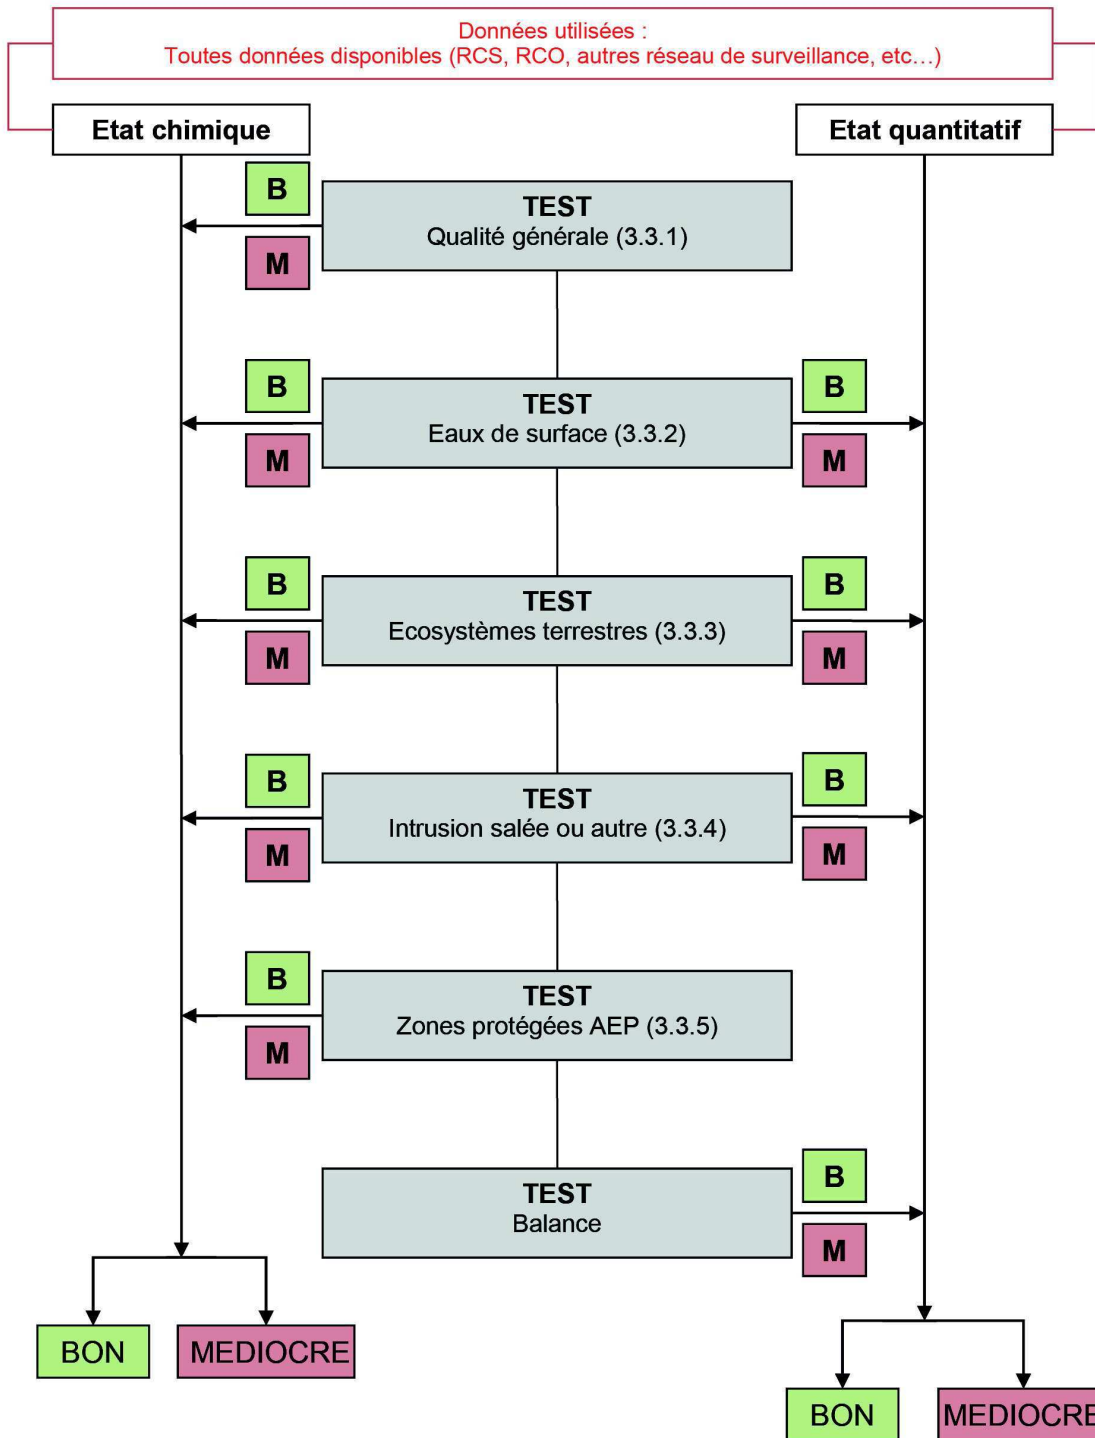 Données utilisées :
Toutes données disponibles (RCS, RCO, autres réseau de surveillance, etc…)
Etat chimique
Etat quantitatif
B
TEST
Qualité générale (3.3.1)
M
B
TEST
B
Eaux de surface (3.3.2)
M
M
B
TEST
B
Ecosystèmes terrestres (3.3.3)
M
M
B
TEST
B
Intrusion salée ou autre (3.3.4)
M
M
B
TEST
Zones protégées AEP (3.3.5)
M
TEST
B
Balance
M
BON
MEDIOCRE
BON
MEDIOCRE